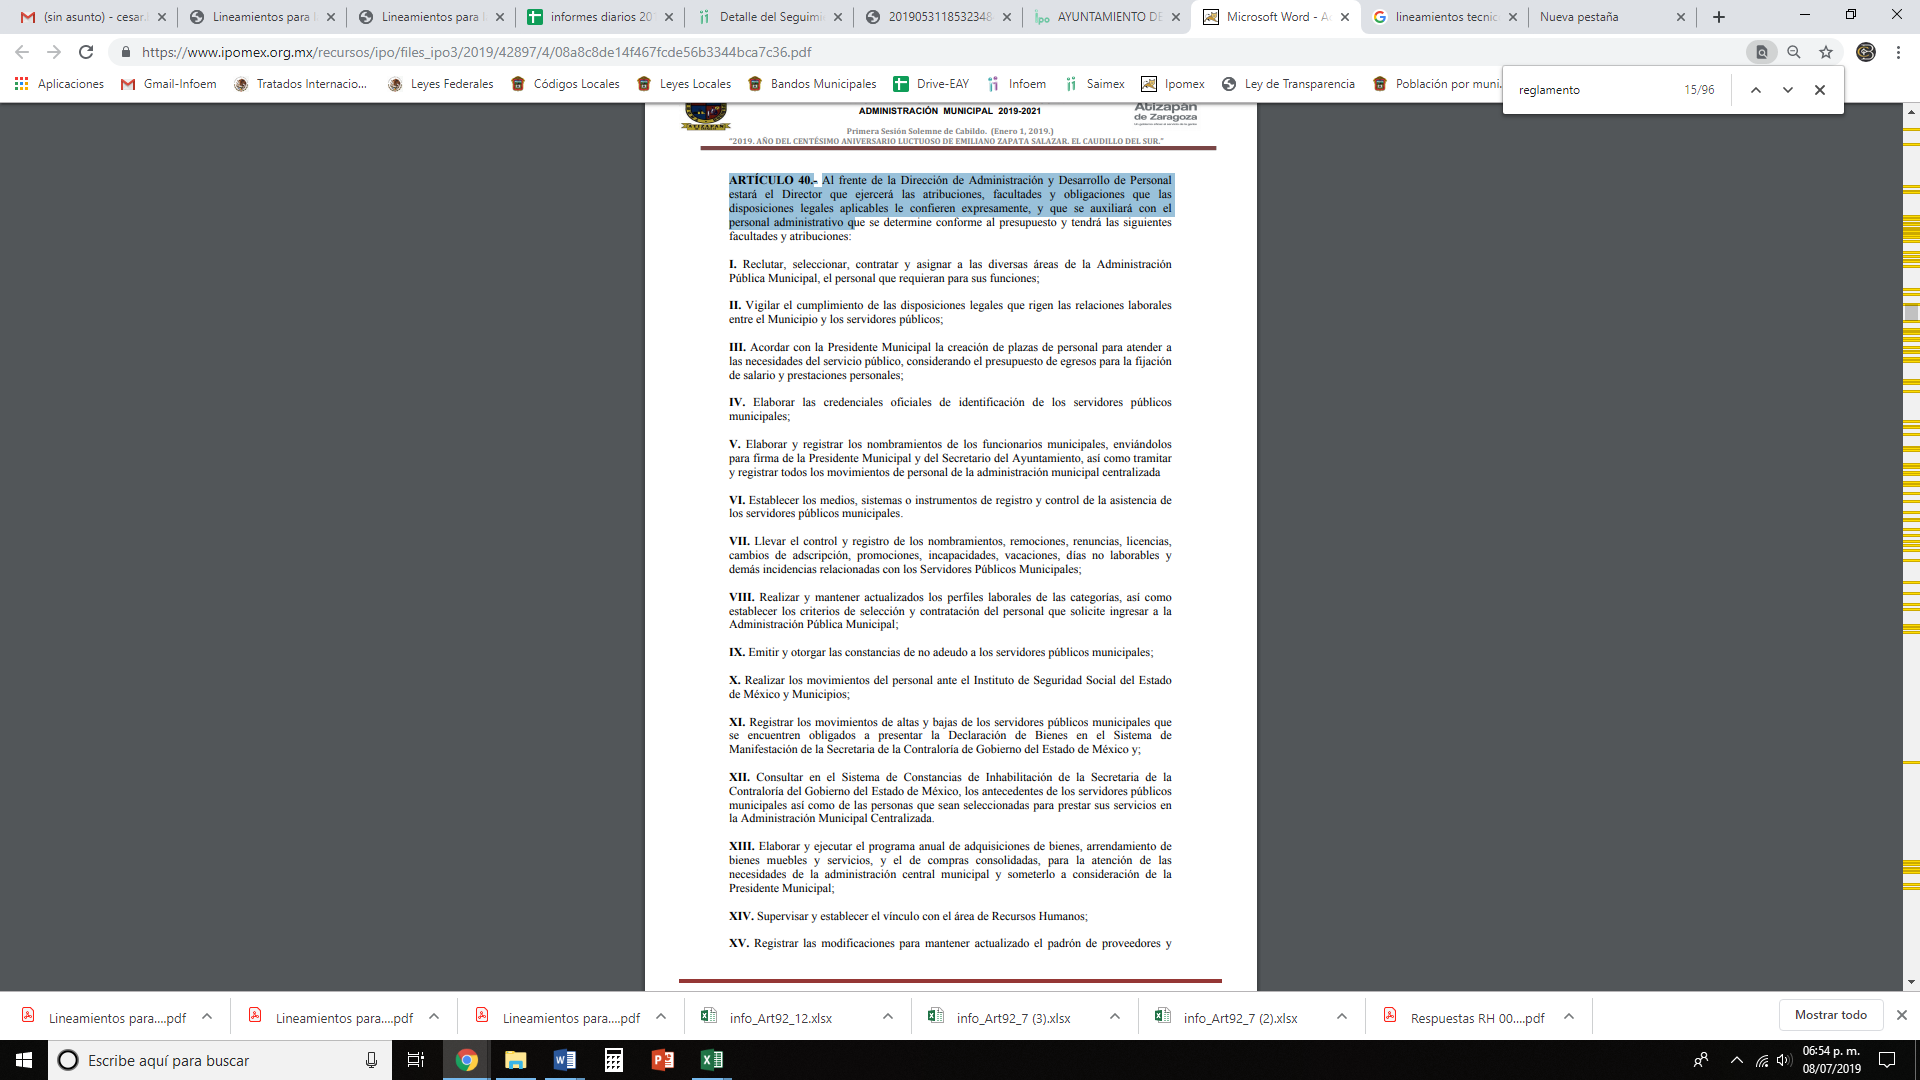 (sin asunto) - cesar.
Lineamientos para l
Lineamientos para l
informes diarios 201
Detalle del Seguimie
2019053118532348
AYUNTAMIENTO DE
Microsoft Word - A
lineamientos tecnic
Nueva pestaña
https://www.ipomex.org.mx/recursos/ipo/files_ipo3/2019/42897/4/08a8c8de14f467fcde56b3344bca7c36.pdf
Aplicaciones
Gmail-Infoem
Tratados Internacio...
Leyes Federales
Códigos Locales
Leyes Locales
Bandos Municipales
Drive-EAY
Infoem
Saimex
Ipomex
Ley de Transparencia
Población por muni...
reglamento
15/96
ADMINISTRACIÓN MUNICIPAL 2019-2021
Atizapán
de Zaragoza
Primera Sesión Solemne de Cabildo. (Enero 1, 2019.)
"2019. AÑO DEL CENTÉSIMO ANIVERSARIO LUCTUOSO DE EMILIANO ZAPATA SALAZAR. EL CAUDILLO DEL SUR."
ARTÍCULO 40.- Al frente de la Dirección de Administración y Desarrollo de Personal
estará el Director que ejercerá las atribuciones, facultades y obligaciones que las
disposiciones legales aplicables le confieren expresamente, y que se auxiliará con el
personal administrativo que se determine conforme al presupuesto y tendrá las siguientes
facultades y atribuciones:
I. Reclutar, seleccionar, contratar y asignar a las diversas áreas de la Administración
Pública Municipal, el personal que requieran para sus funciones;
II. Vigilar el cumplimiento de las disposiciones legales que rigen las relaciones laborales
entre el Municipio y los servidores públicos;
III. Acordar con la Presidente Municipal la creación de plazas de personal para atender a
las necesidades del servicio público, considerando el presupuesto de egresos para la fijación
de salario y prestaciones personales;
IV. Elaborar las credenciales oficiales de identificación de los servidores públicos
municipales;
V. Elaborar y registrar los nombramientos de los funcionarios municipales, enviándolos
para firma de la Presidente Municipal y del Secretario del Ayuntamiento, así como tramitar
y registrar todos los movimientos de personal de la administración municipal centralizada
VI. Establecer los medios, sistemas o instrumentos de registro y control de la asistencia de
los servidores públicos municipales.
VII. Llevar el control y registro de los nombramientos, remociones, renuncias, licencias,
cambios de adscripción, promociones, incapacidades, vacaciones, días no laborables y
demás incidencias relacionadas con los Servidores Públicos Municipales;
VIII. Realizar y mantener actualizados los perfiles laborales de las categorías, así como
establecer los criterios de selección y contratación del personal que solicite ingresar a la
Administración Pública Municipal;
IX. Emitir y otorgar las constancias de no adeudo a los servidores públicos municipales;
X. Realizar los movimientos del personal ante el Instituto de Seguridad Social del Estado
de México y Municipios;
XI. Registrar los movimientos de altas y bajas de los servidores públicos municipales que
se encuentren obligados a presentar la Declaración de Bienes en el Sistema de
Manifestación de la Secretaria de la Contraloría de Gobierno del Estado de México y;
XII. Consultar en el Sistema de Constancias de Inhabilitación de la Secretaria de la
Contraloría del Gobierno del Estado de México, los antecedentes de los servidores públicos
municipales así como de las personas que sean seleccionadas para prestar sus servicios en
la Administración Municipal Centralizada.
XIII. Elaborar y ejecutar el programa anual de adquisiciones de bienes, arrendamiento de
bienes muebles y servicios, y el de compras consolidadas, para la atención de las
necesidades de la administración central municipal y someterlo a consideración de la
Presidente Municipal;
XIV. Supervisar y establecer el vínculo con el área de Recursos Humanos;
XV. Registrar las modificaciones para mantener actualizado el padrón de proveedores y
Lineamientos para....pdf
Lineamientos para....pdf
Lineamientos para....pdf
info_Art92_12.xlsx
info_Art92_7 (3).xlsx
info_Art92_7 (2).xlsx
Respuestas RH 00....pdf
Mostrar todo
Escribe aquí para buscar
06:54 p. m.
08/07/2019